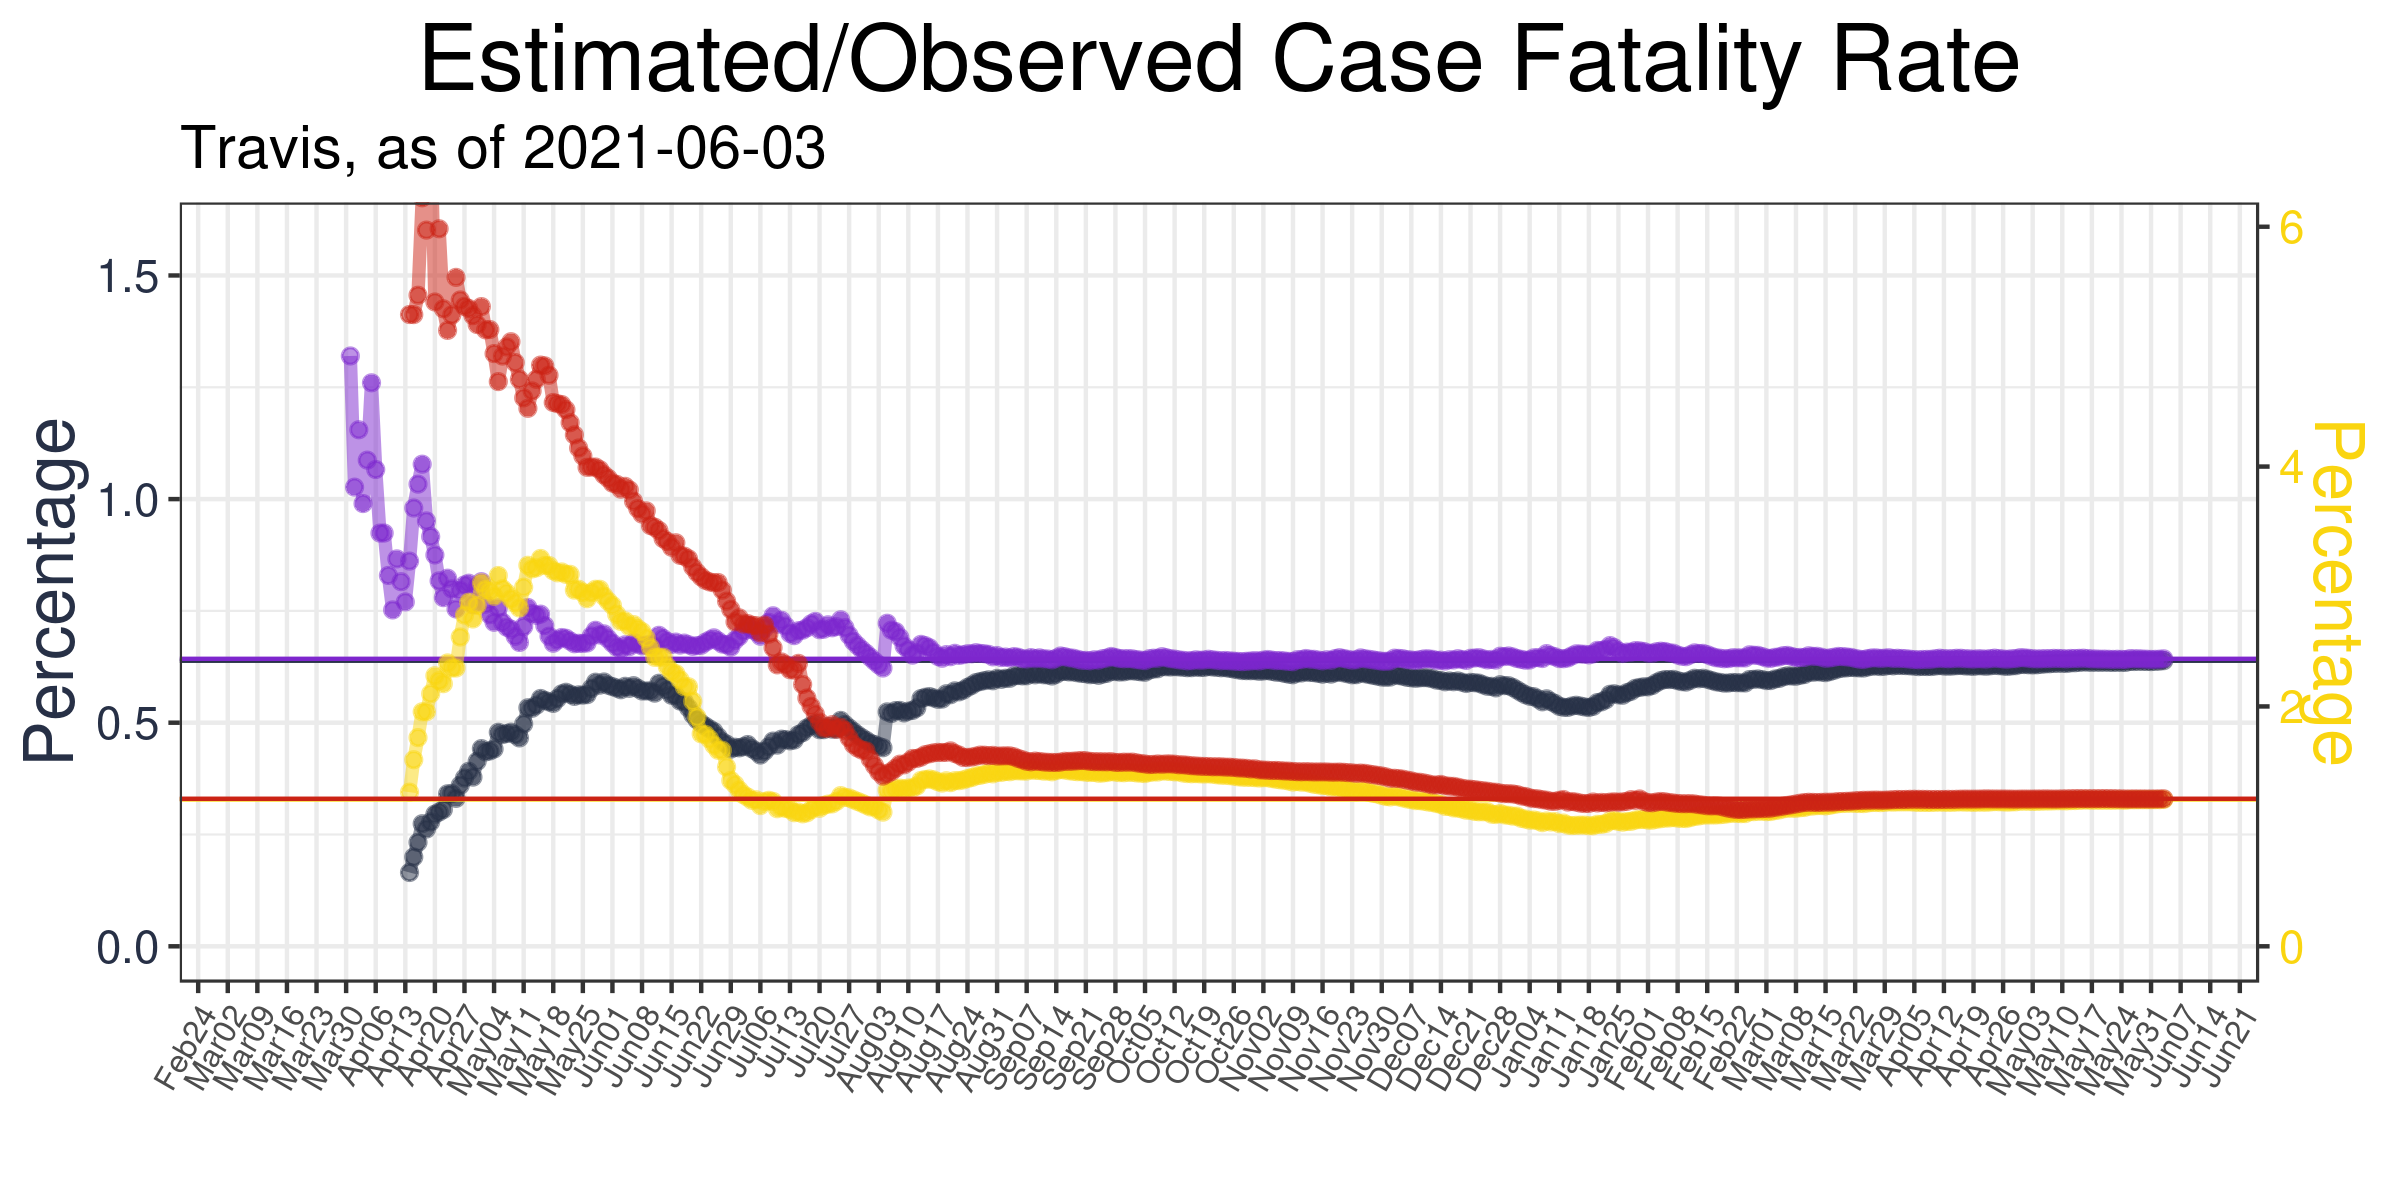 Estimated/Observed Case Fatality Rate
Travis, as of 2021-06-03
Percentage
1.5
1.0
0.5
0.0
6
4
2
0
Percentage
Feb24
Mar02
Mar09
Mar16
Mar23
Mar30
Apr06
Apr13
Apr20
Apr27
May04
May11
May18
May25
Jun01
Jun08
Jun15
Jun22
Jun29
Jul06
Jul13
Jul20
Jul27
Aug03
Aug10
Aug17
Aug24
Aug31
Sep07
Sep14
Sep21
Sep28
Oct05
Oct12
Oct19
Oct26
Nov02
Nov09
Nov16
Nov23
Nov30
Dec07
Dec14
Dec21
Dec28
Jan04
Jan11
Jan18
Jan25
Feb01
Feb08
Feb15
Feb22
Mar01
Mar08
Mar15
Mar22
Mar29
Apr05
Apr12
Apr19
Apr26
May03
May10
May17
May24
May31
Jun07
Jun14
Jun21